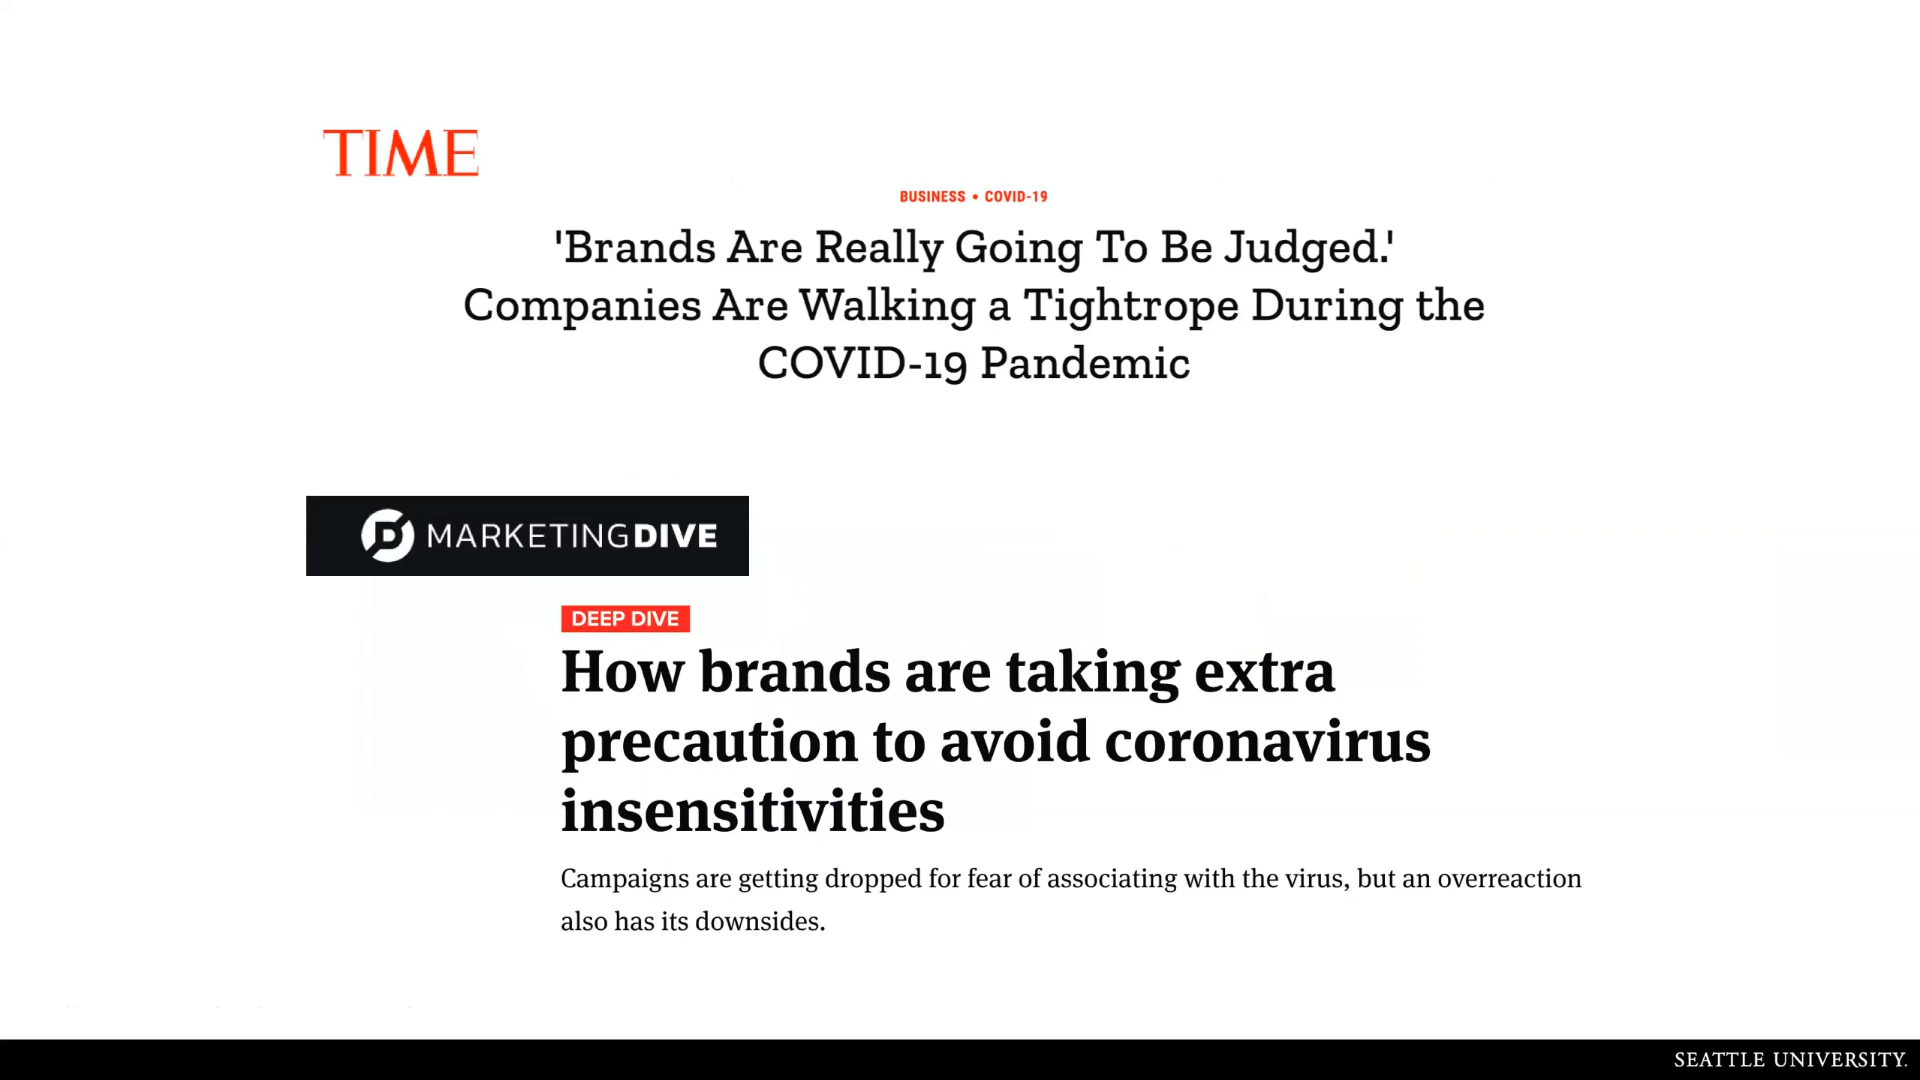 TIME
BUSINESS • COVID-19
'Brands Are Really Going To Be Judged.'
Companies Are Walking a Tightrope During the
COVID-19 Pandemic
MARKETINGDIVE
DEEP DIVE
How brands are taking extra
precaution to avoid coronavirus
insensitivities
Campaigns are getting dropped for fear of associating with the virus, but an overreaction
also has its downsides.
SEATTLE UNIVERSITY.